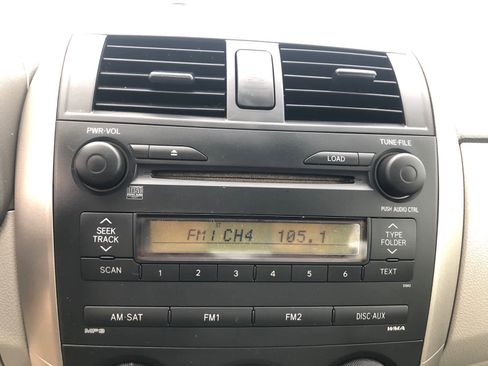 PWR·VOL
TUNE·FILE
LOAD
PUSH AUDIO CTRL
SEEK
TRACK
ST
FM1 CH4 105.1
TYPE
FOLDER
SCAN
1 2 3 4 5 6
TEXT
AM·SAT
FM1
FM2
DISC·AUX
MP3
WMA